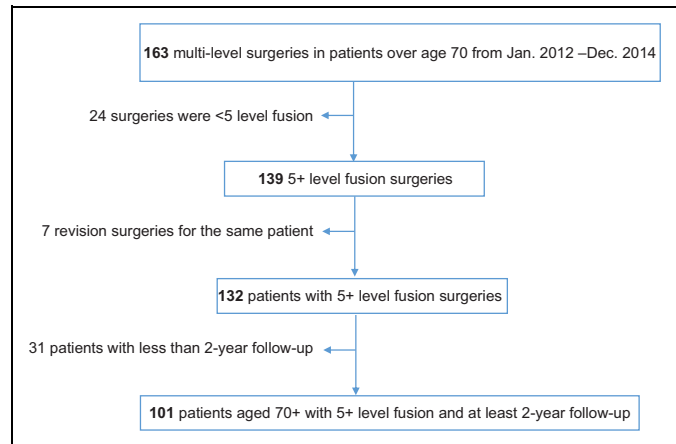 163 multi-level surgeries in patients over age 70 from Jan. 2012 –Dec. 2014
24 surgeries were <5 level fusion
139 5+ level fusion surgeries
7 revision surgeries for the same patient
132 patients with 5+ level fusion surgeries
31 patients with less than 2-year follow-up
101 patients aged 70+ with 5+ level fusion and at least 2-year follow-up